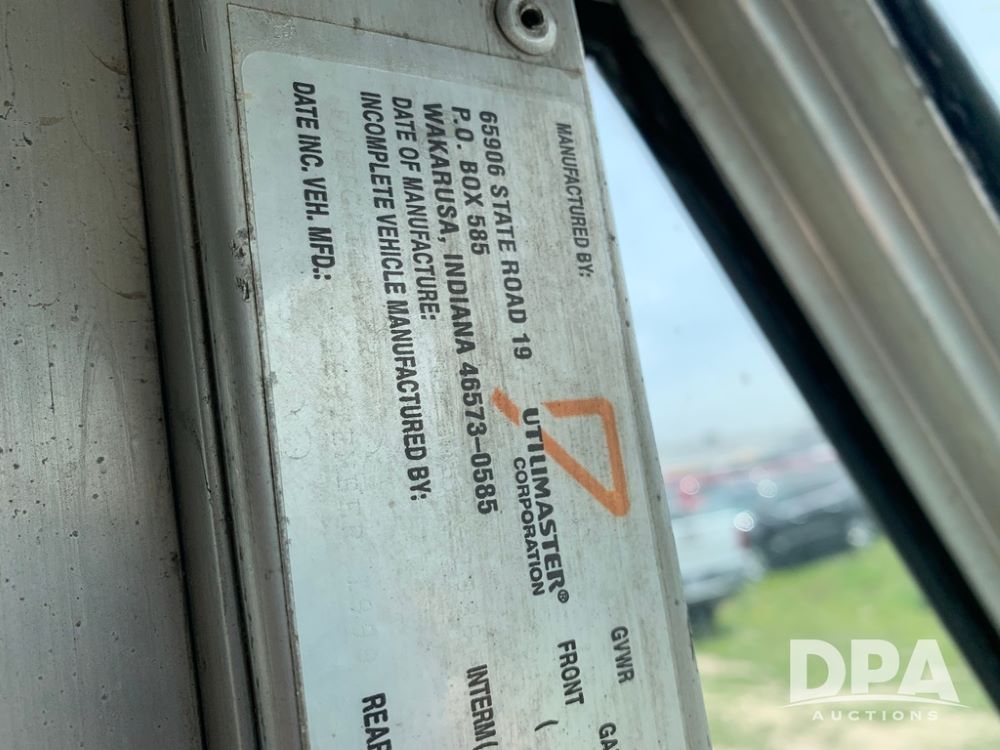 MANUFACTURED BY:
UTILIMASTER®
CORPORATION
65906 STATE ROAD 19
P.O. BOX 585
WAKARUSA, INDIANA 46573-0585
DATE OF MANUFACTURE:
INCOMPLETE VEHICLE MANUFACTURED BY:
DATE INC. VEH. MFD.:
GVWR
FRONT (
DPA
AUCTIONS